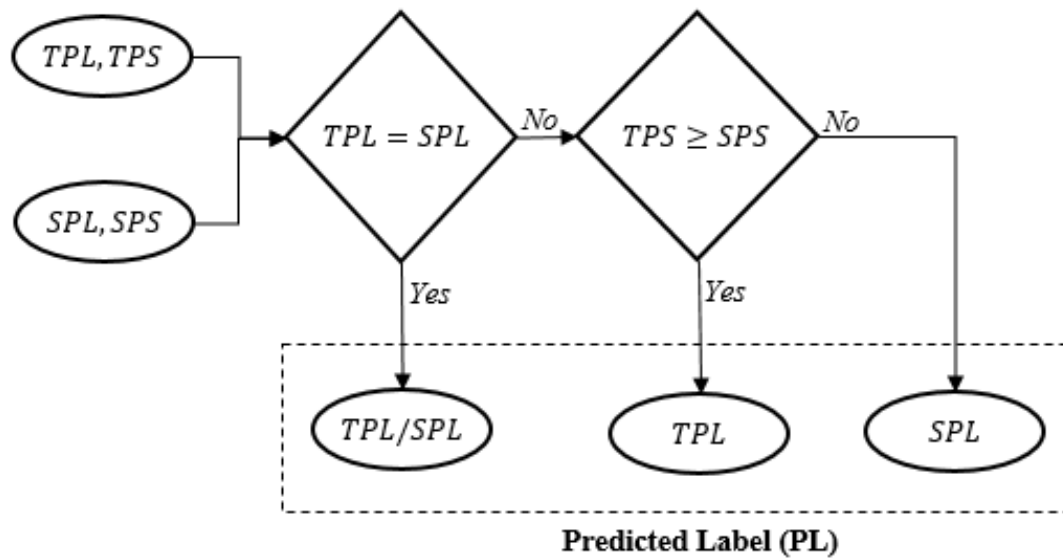 TPL, TPS
SPL, SPS
TPL = SPL
No
TPS ≥ SPS
No
Yes
Yes
TPL/SPL
TPL
SPL
Predicted Label (PL)